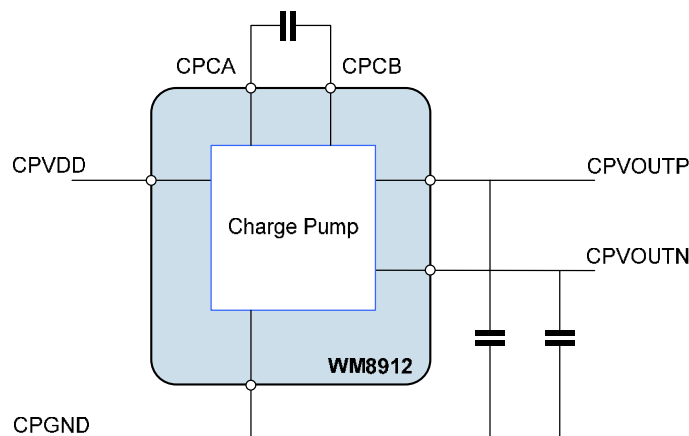 CPCA
CPCB
CPVDD
CPVOUTP
Charge Pump
CPVOUTN
WM8912
CPGND